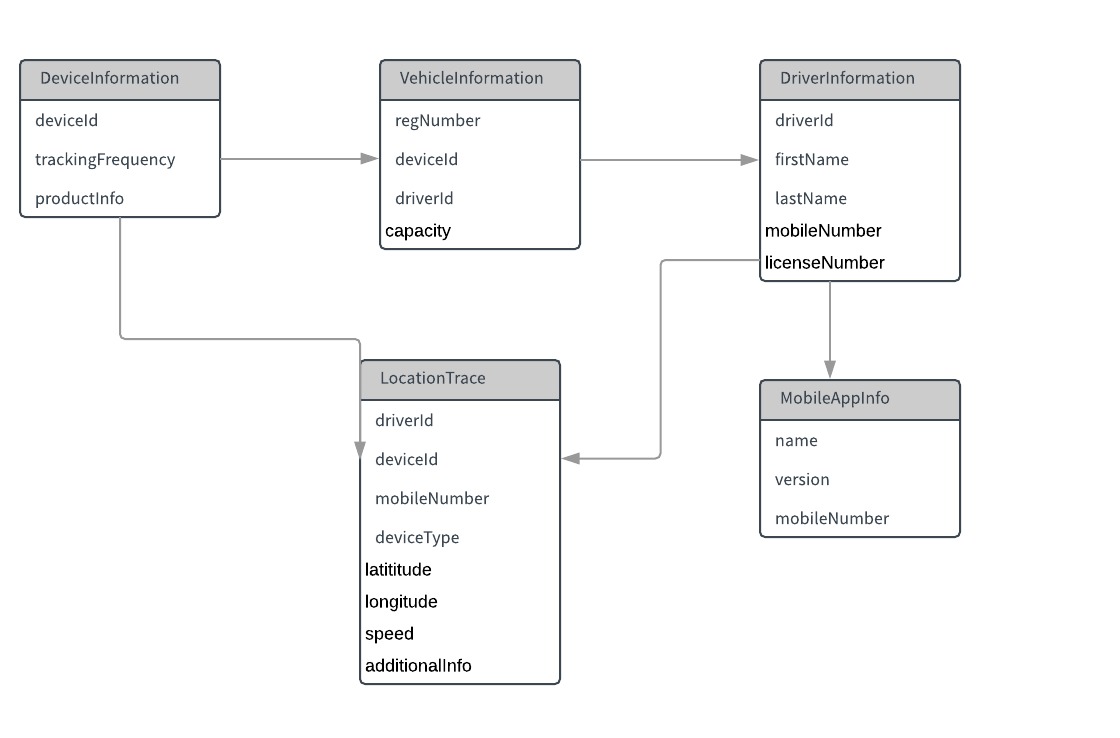 DeviceInformation
deviceId
trackingFrequency
productInfo
VehicleInformation
regNumber
deviceId
driverId
capacity
DriverInformation
driverId
firstName
lastName
mobileNumber
licenseNumber
LocationTrace
driverId
deviceId
mobileNumber
deviceType
latititude
longitude
speed
additionalInfo
MobileAppInfo
name
version
mobileNumber